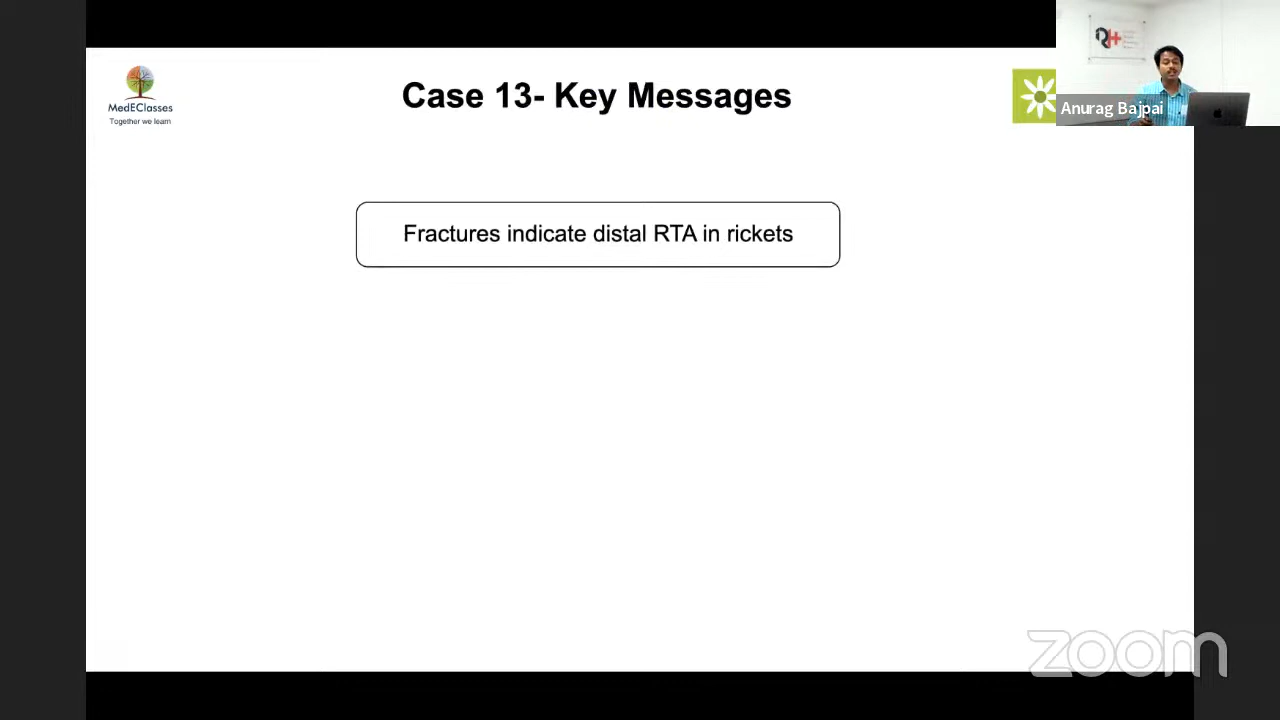 MedEClasses
Together we learn
Case 13- Key Messages
Anurag Bajpai
Fractures indicate distal RTA in rickets
zoom